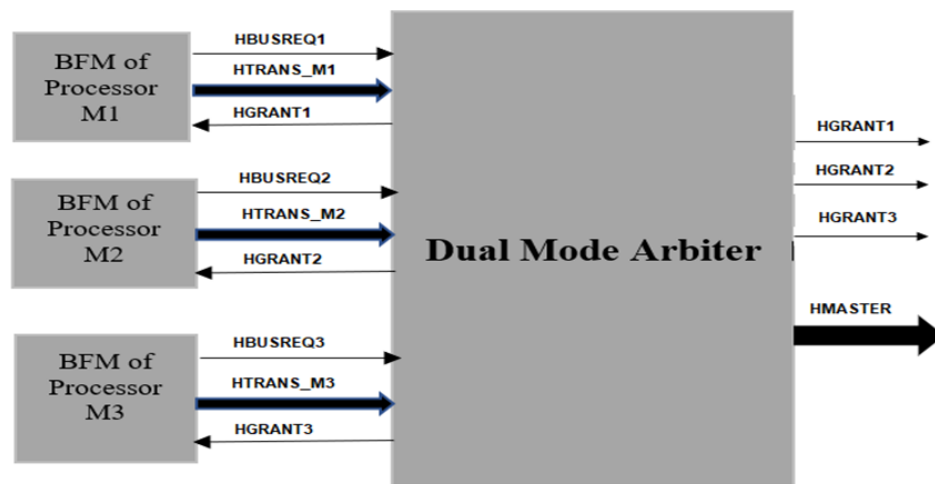 BFM of
Processor
M1
HBUSREQ1
HTRANS_M1
HGRANT1
BFM of
Processor
M2
HBUSREQ2
HTRANS_M2
HGRANT2
BFM of
Processor
M3
HBUSREQ3
HTRANS_M3
HGRANT3
Dual Mode Arbiter
HGRANT1
HGRANT2
HGRANT3
HMASTER